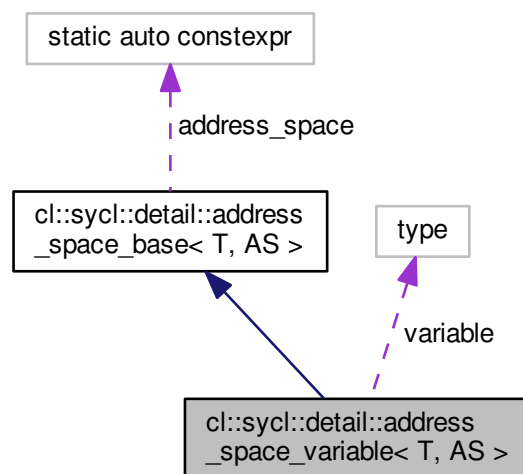 static auto constexpr
address_space
cl::sycl::detail::address
_space_base< T, AS >
type
variable
cl::sycl::detail::address
_space_variable< T, AS >